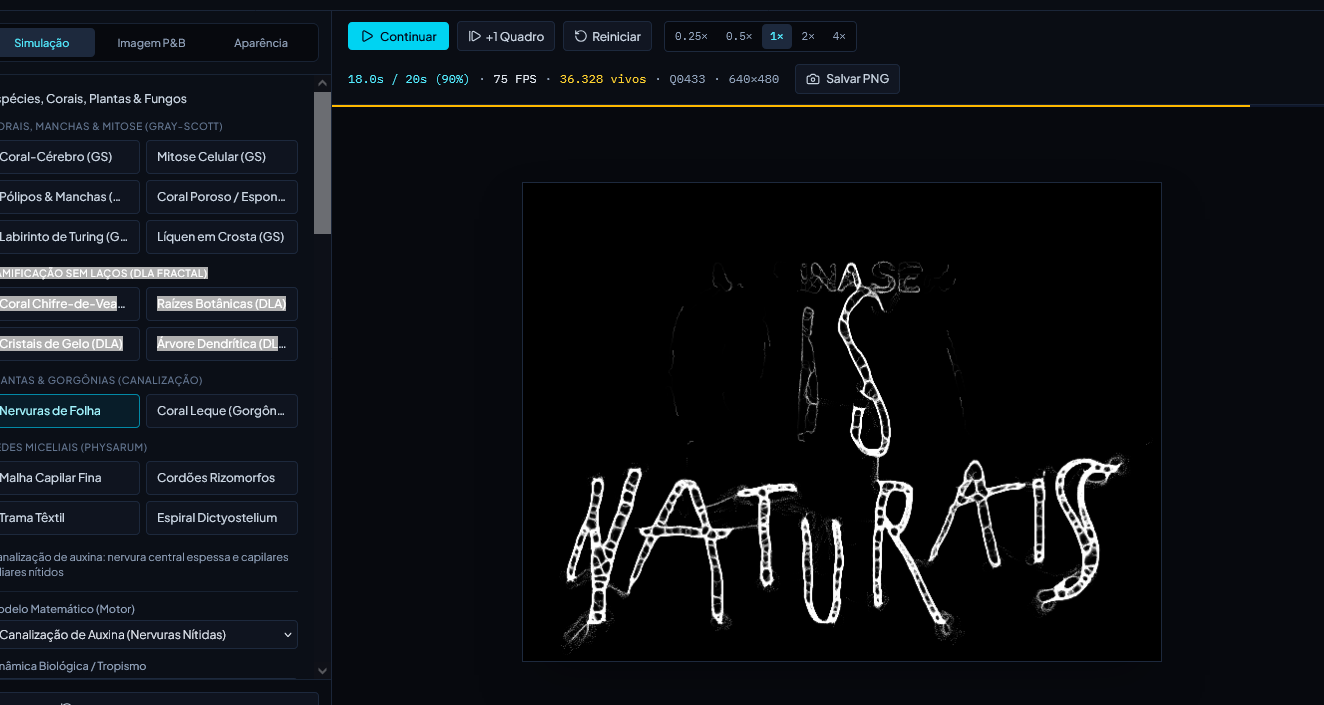 Simulação Imagem P&B Aparência
Continuar +1 Quadro Reiniciar 0.25× 0.5× 1× 2× 4×
18.0s / 20s (90%) · 75 FPS · 36.328 vivos · Q0433 · 640×480 Salvar PNG
spécies, Corais, Plantas & Fungos
ORAIS, MANCHAS & MITOSE (GRAY-SCOTT)
Coral-Cérebro (GS) Mitose Celular (GS)
Pólipos & Manchas (... Coral Poroso / Espon...
Labirinto de Turing (G... Líquen em Crosta (GS)
AMIFICAÇÃO SEM LAÇOS (DLA FRACTAL)
Coral Chifre-de-Vea... Raízes Botânicas (DLA)
Cristais de Gelo (DLA) Árvore Dendrítica (DL...
ANTAS & GORGÔNIAS (CANALIZAÇÃO)
Nervuras de Folha Coral Leque (Gorgôn...
EDES MICELIAIS (PHYSARUM)
Malha Capilar Fina Cordões Rizomorfos
Trama Têxtil Espiral Dictyostelium
analização de auxina: nervura central espessa e capilares
liares nítidos
odelo Matemático (Motor)
Canalização de Auxina (Nervuras Nítidas)
nâmica Biológica / Tropismo
NATURAIS